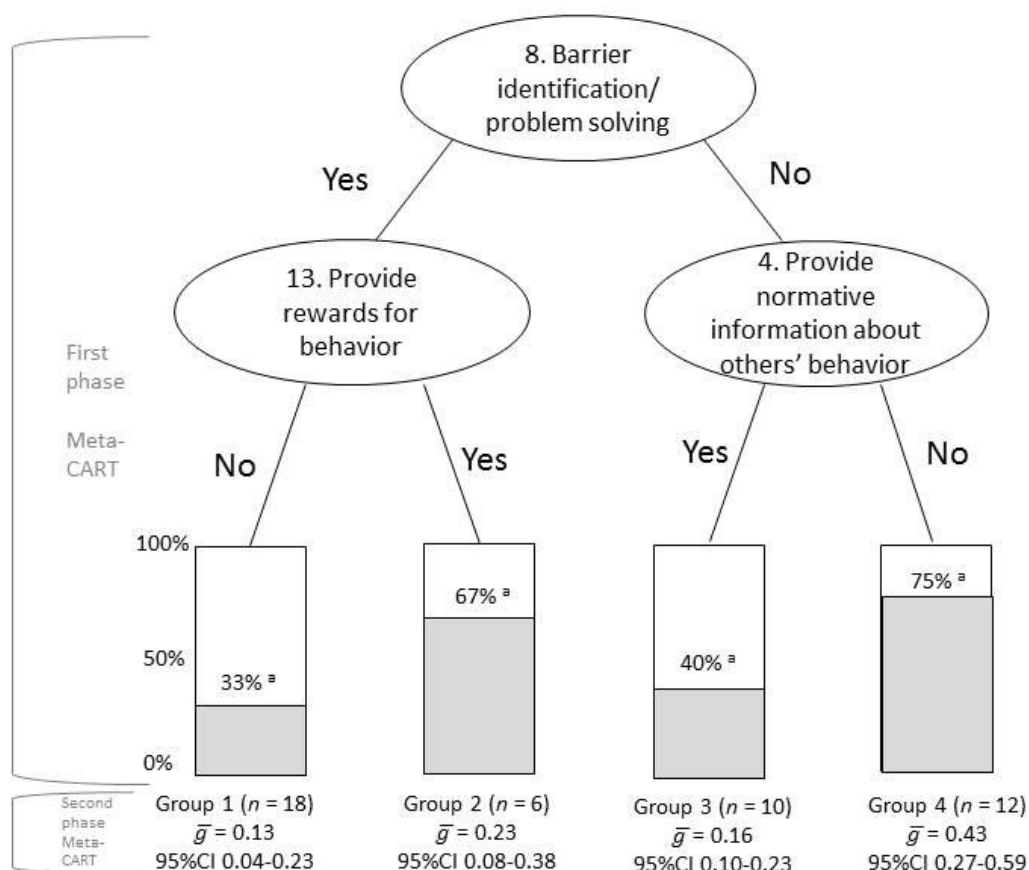 8. Barrier
identification/
problem solving
Yes
No
13. Provide
rewards for
behavior
4. Provide
normative
information about
others’ behavior
First
phase
Meta-
CART
No
Yes
Yes
No
100%
50%
0%
33% ª
67% ª
40% ª
75% ª
Second
phase
Meta-
CART
Group 1 (n = 18)
g̅ = 0.13
95%CI 0.04-0.23
Group 2 (n = 6)
g̅ = 0.23
95%CI 0.08-0.38
Group 3 (n = 10)
g̅ = 0.16
95%CI 0.10-0.23
Group 4 (n = 12)
g̅ = 0.43
95%CI 0.27-0.59